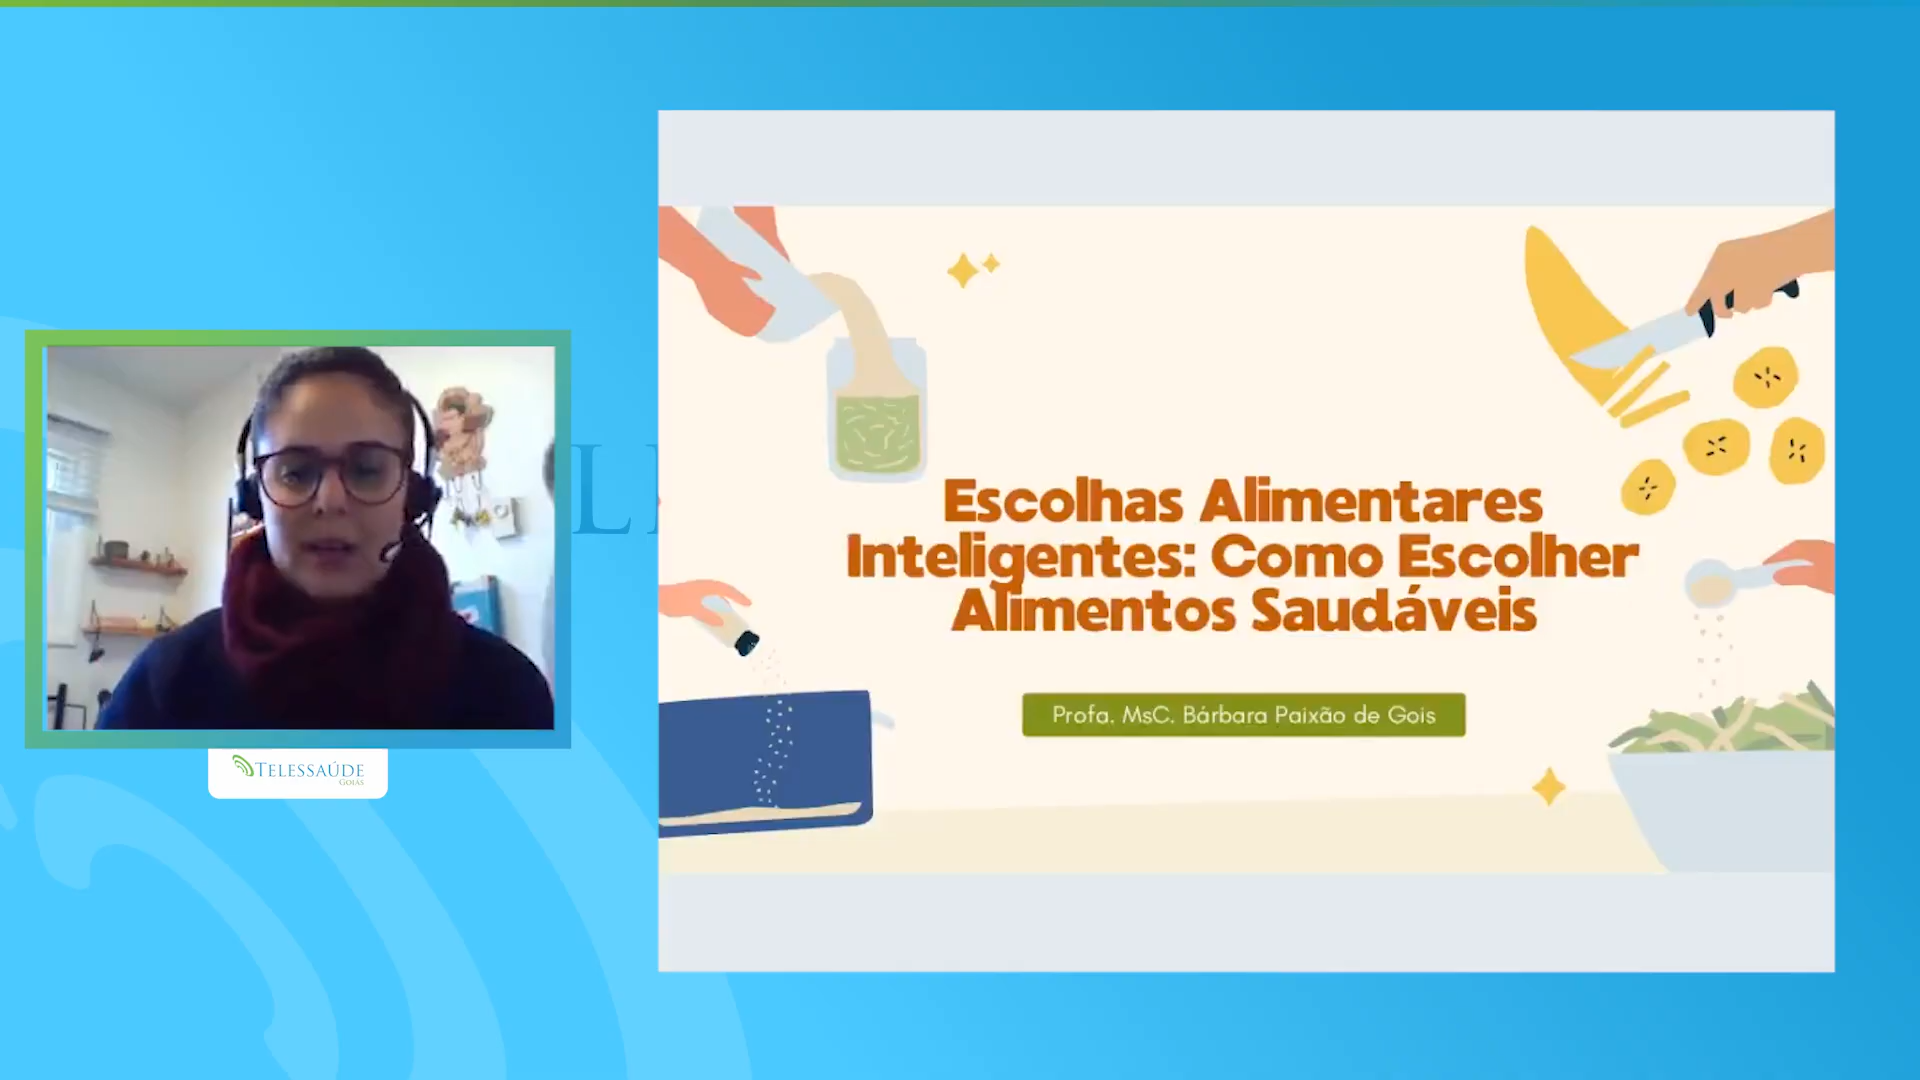 Escolhas Alimentares
Inteligentes: Como Escolher
Alimentos Saudáveis
Profa. MsC. Bárbara Paixão de Gois
TELESSAÚDE
GOIÁS